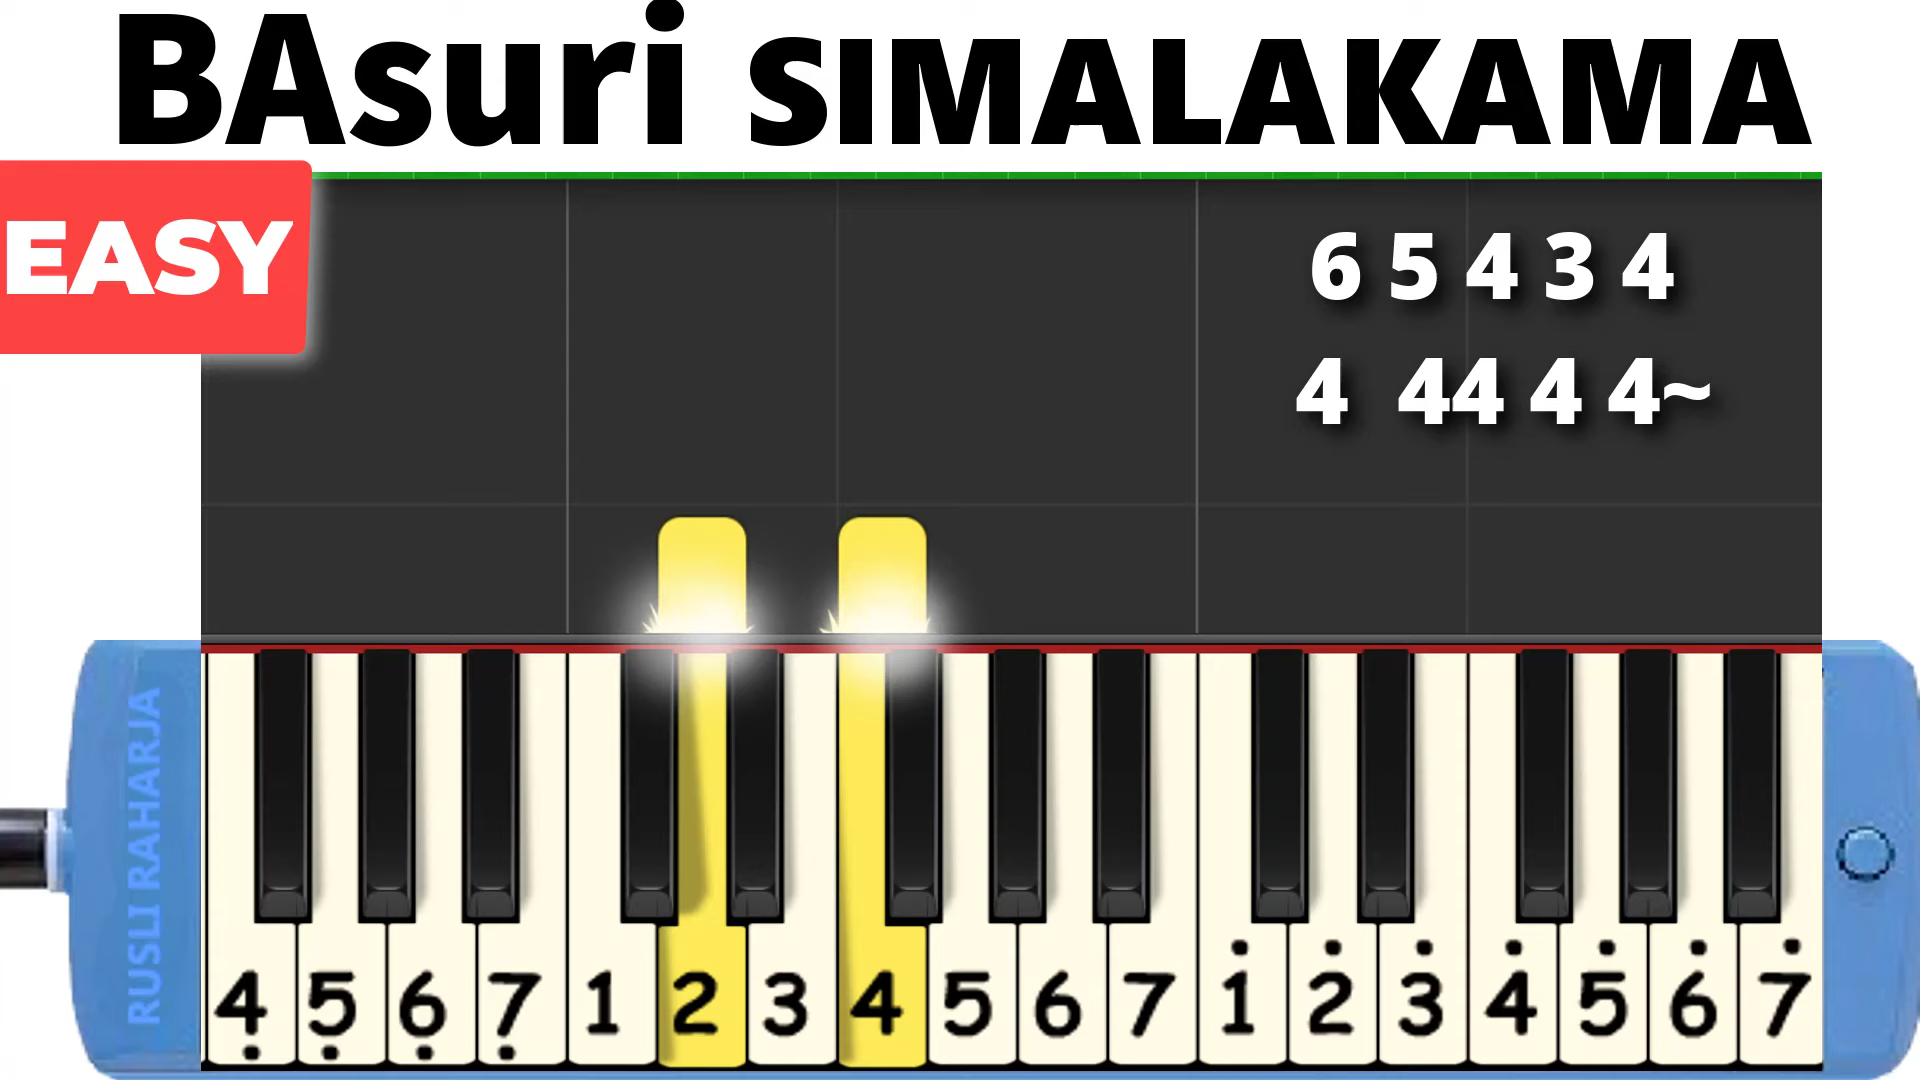 BAsuri SIMALAKAMA
EASY
6 5 4 3 4
4 44 4 4~
RUSLI RAHARJA
4̣ 5̣ 6̣ 7̣ 1 2 3 4 5 6 7 1̇ 2̇ 3̇ 4̇ 5̇ 6̇ 7̇